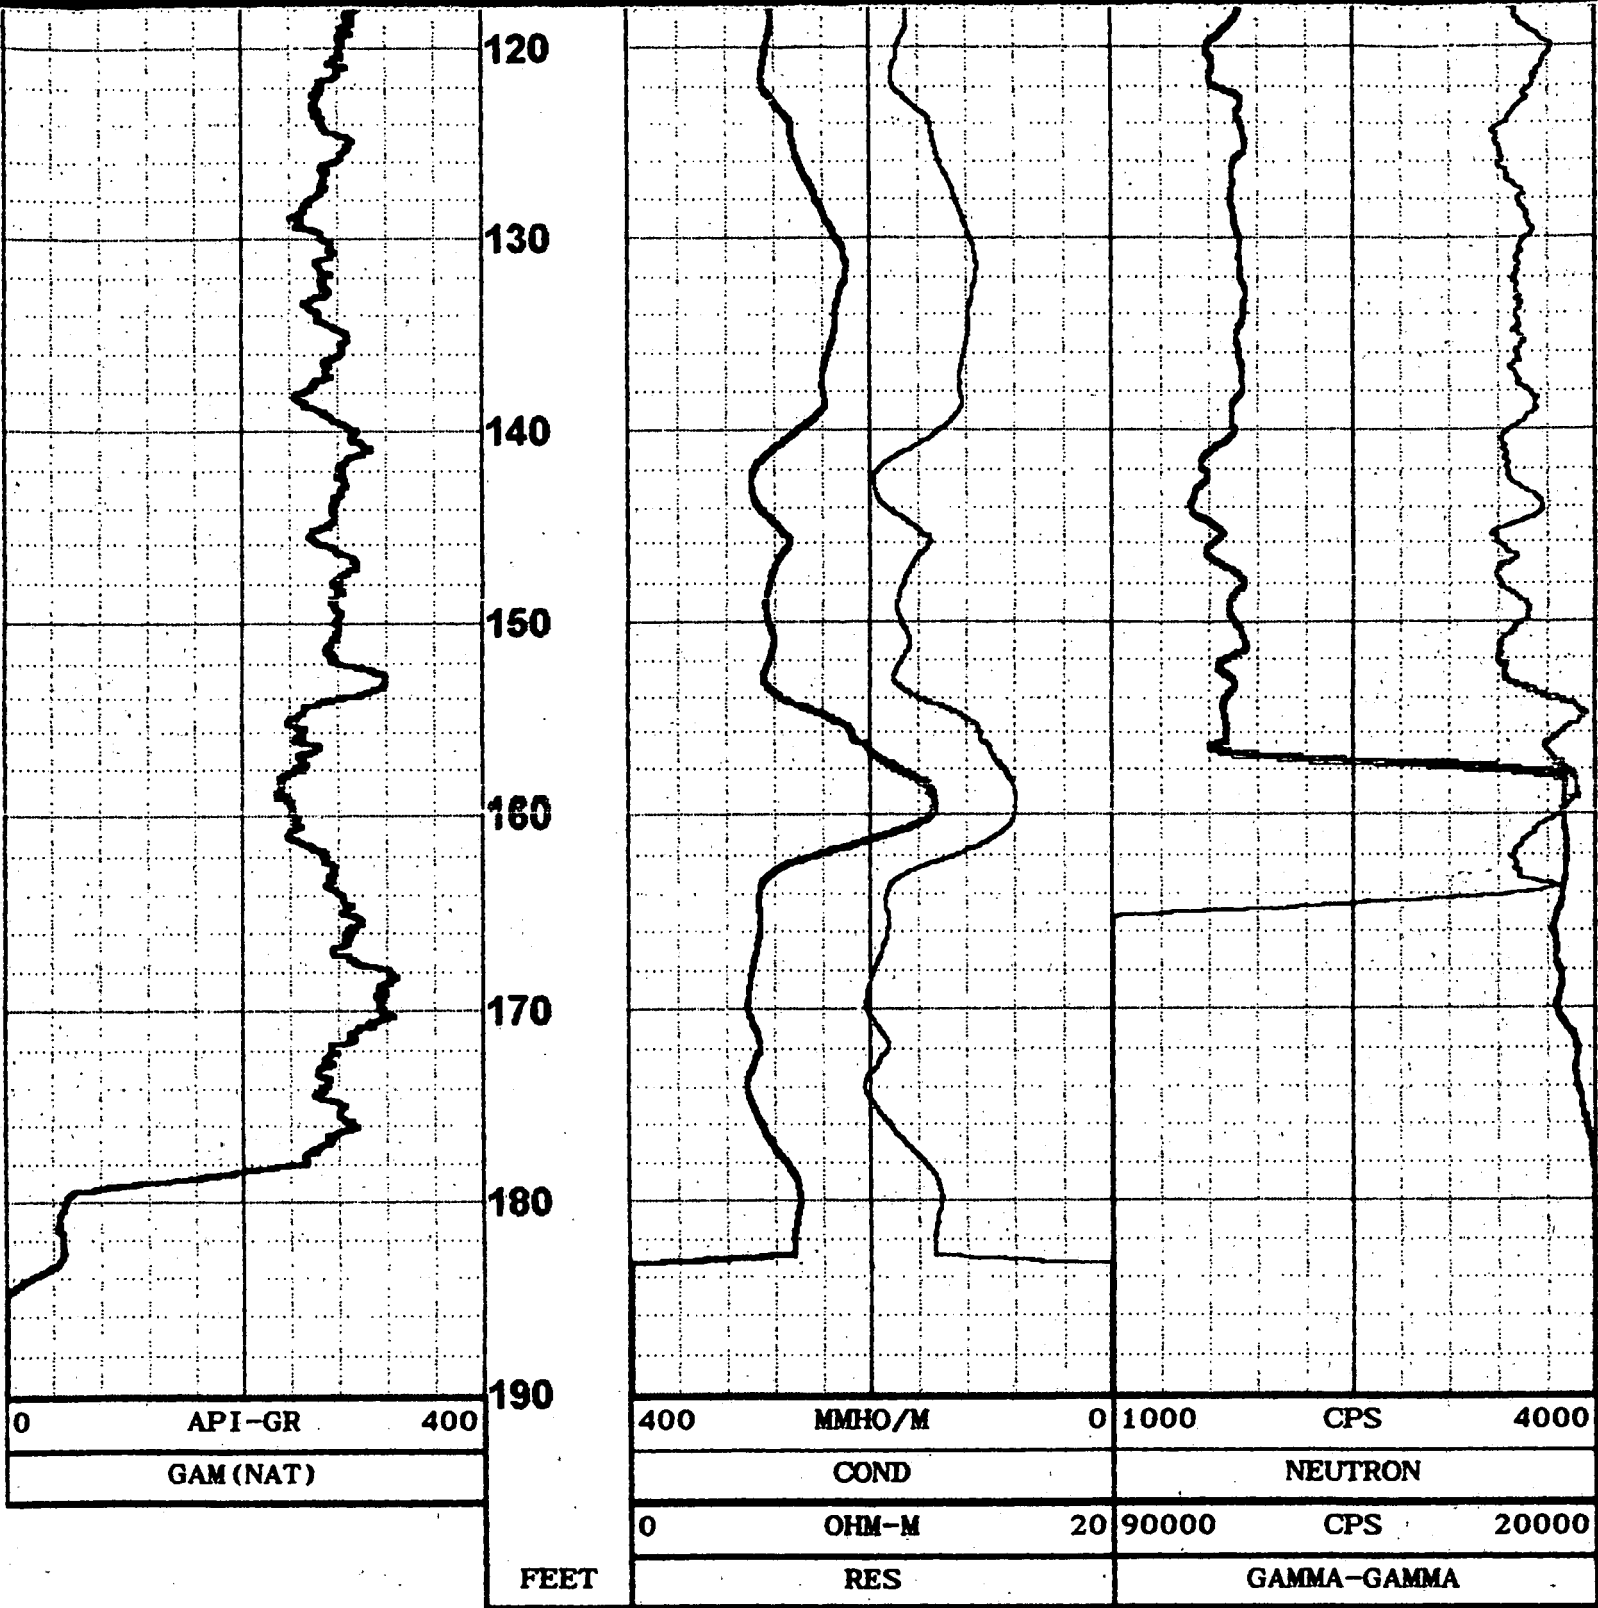 120
130
140
150
160
170
180
190
0 API-GR 400
GAM(NAT)
FEET
400 MMHO/M 0
COND
0 OHM-M 20
RES
1000 CPS 4000
NEUTRON
90000 CPS 20000
GAMMA-GAMMA